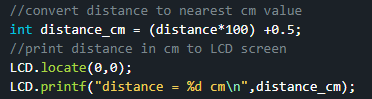 //convert distance to nearest cm value
int distance_cm = (distance*100) +0.5;
//print distance in cm to LCD screen
LCD.locate(0,0);
LCD.printf("distance = %d cm\n",distance_cm);